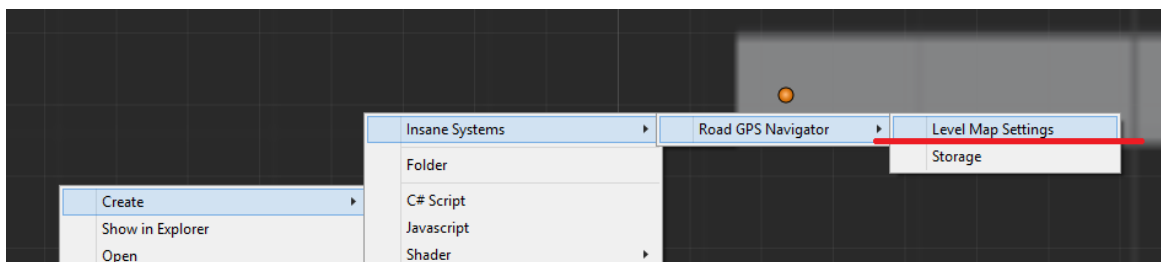 Insane Systems
Road GPS Navigator
Level Map Settings
Storage
Folder
C# Script
Javascript
Shader
Create
Show in Explorer
Open